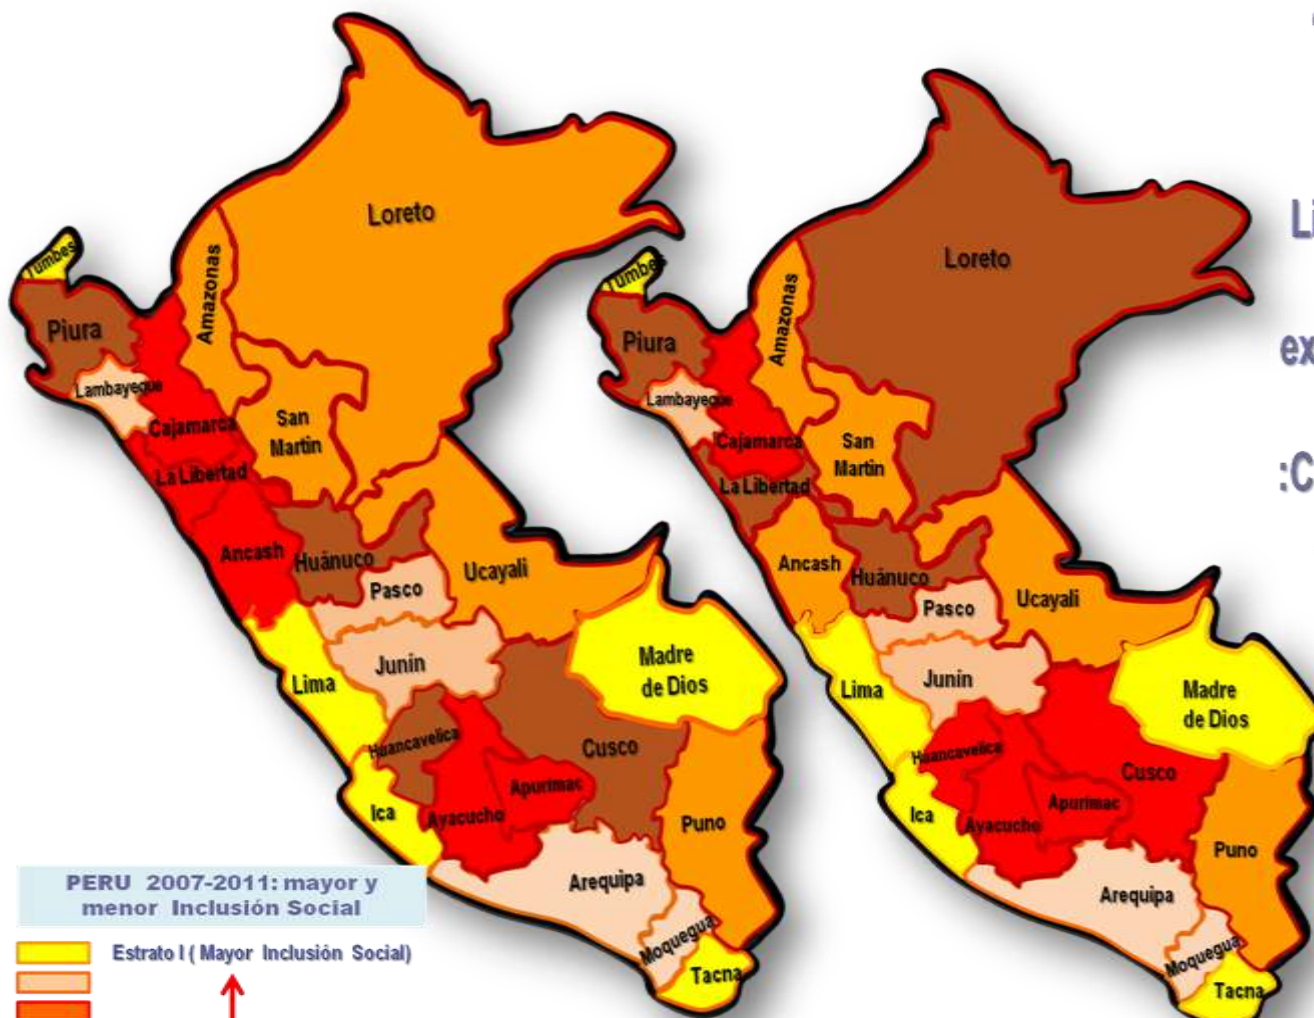 Loreto
Tumbes
Amazonas
Piura
Lambayeque
Cajamarca
San
Martin
La Libertad
Ancash
Huánuco
Pasco
Ucayali
Junín
Lima
Madre
de Dios
Huancavelica
Cusco
Apurimac
Ica
Ayacucho
Puno
Arequipa
Moquegua
Tacna
Loreto
Tumbes
Amazonas
Piura
Lambayeque
Cajamarca
San
Martin
La Libertad
Ancash
Huánuco
Pasco
Ucayali
Junín
Lima
Madre
de Dios
Huancavelica
Cusco
Apurimac
Ica
Ayacucho
Puno
Arequipa
Moquegua
Tacna
Li
ex
:C
PERU 2007-2011: mayor y
menor Inclusión Social
Estrato I ( Mayor Inclusión Social)